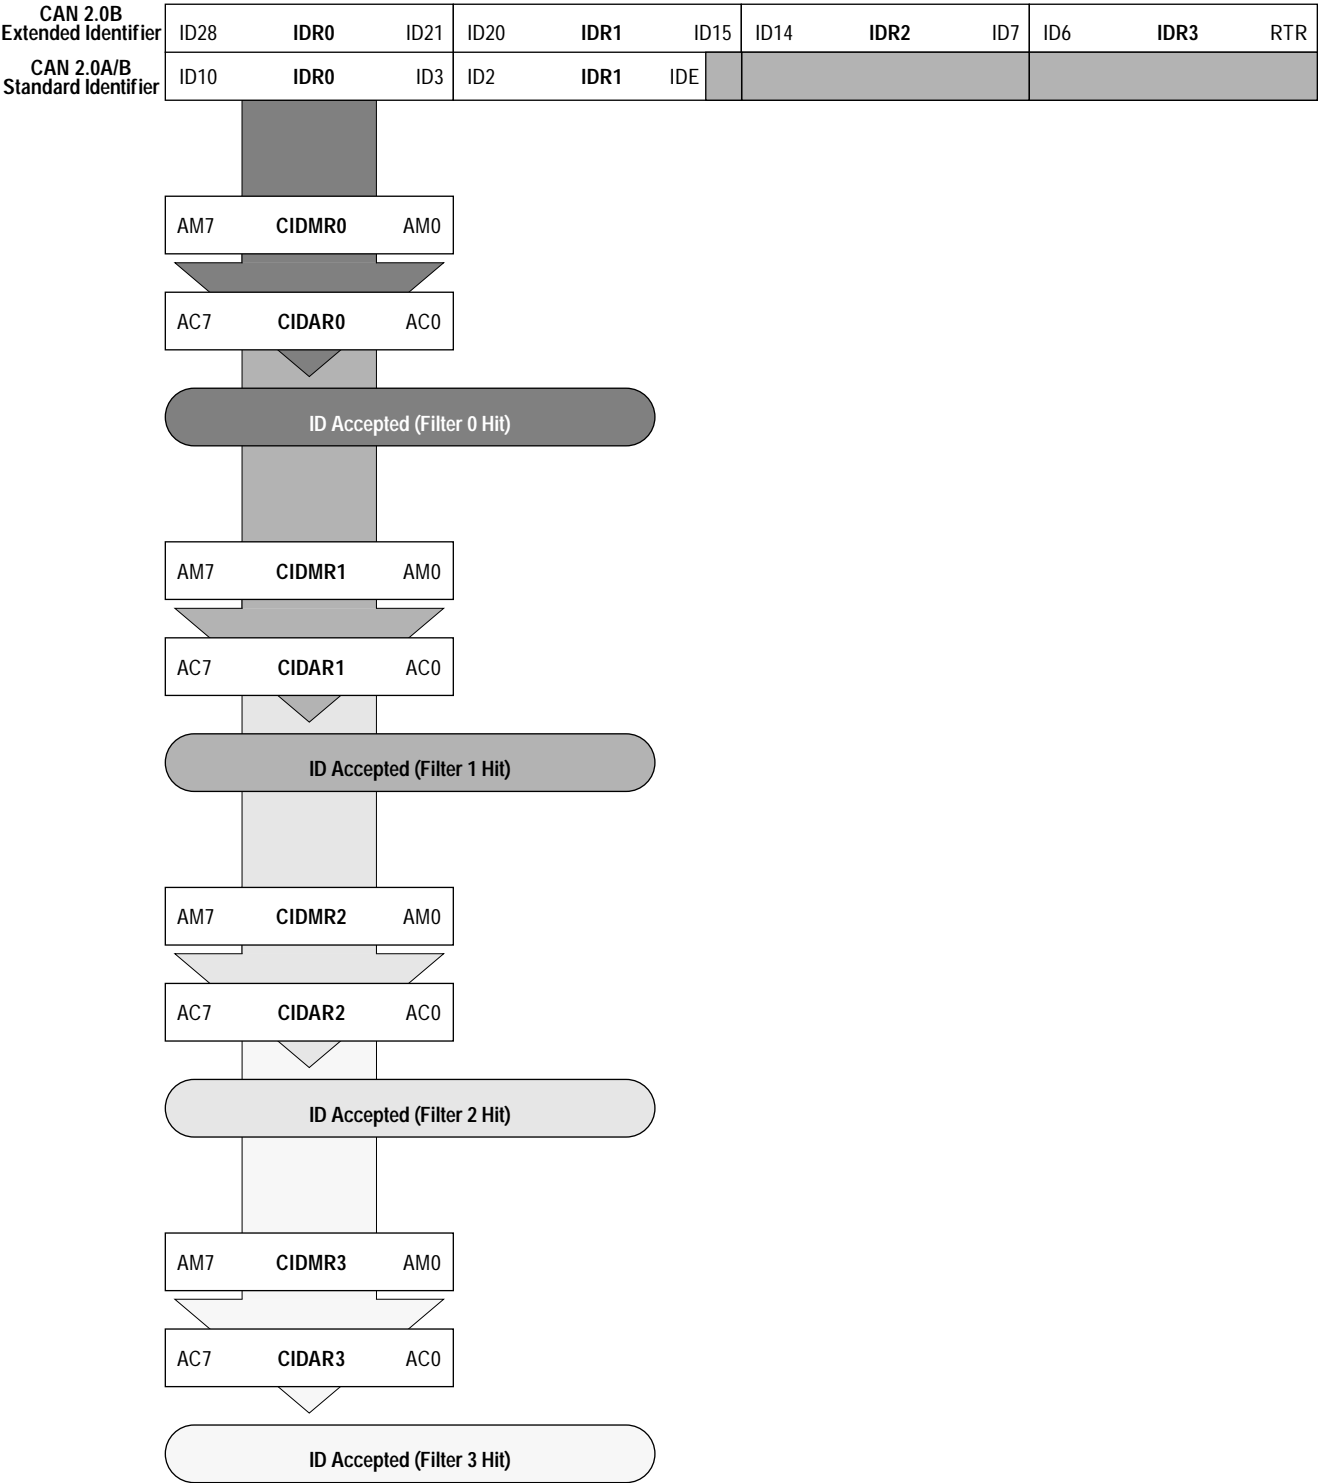 CAN 2.0B
Extended Identifier ID28 IDR0 ID21 ID20 IDR1 ID15 ID14 IDR2 ID7 ID6 IDR3 RTR
CAN 2.0A/B
Standard Identifier ID10 IDR0 ID3 ID2 IDR1 IDE
AM7 CIDMR0 AM0
AC7 CIDAR0 AC0
ID Accepted (Filter 0 Hit)
AM7 CIDMR1 AM0
AC7 CIDAR1 AC0
ID Accepted (Filter 1 Hit)
AM7 CIDMR2 AM0
AC7 CIDAR2 AC0
ID Accepted (Filter 2 Hit)
AM7 CIDMR3 AM0
AC7 CIDAR3 AC0
ID Accepted (Filter 3 Hit)